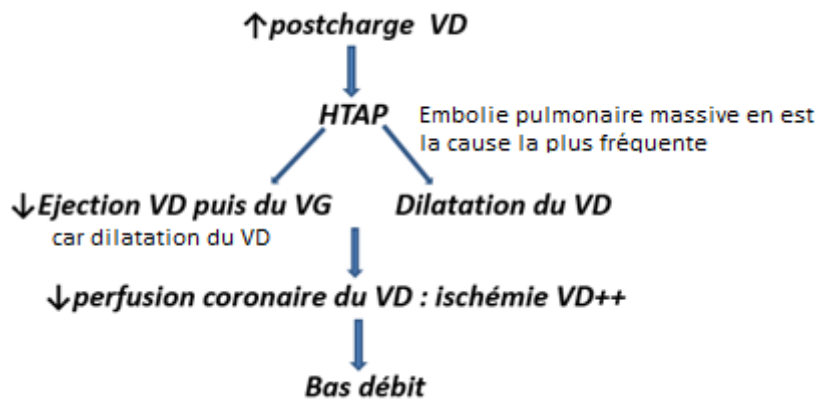 ↑postcharge VD
HTAP
Embolie pulmonaire massive en est
la cause la plus fréquente
↓Ejection VD puis du VG
car dilatation du VD
Dilatation du VD
↓perfusion coronaire du VD : ischémie VD++
Bas débit